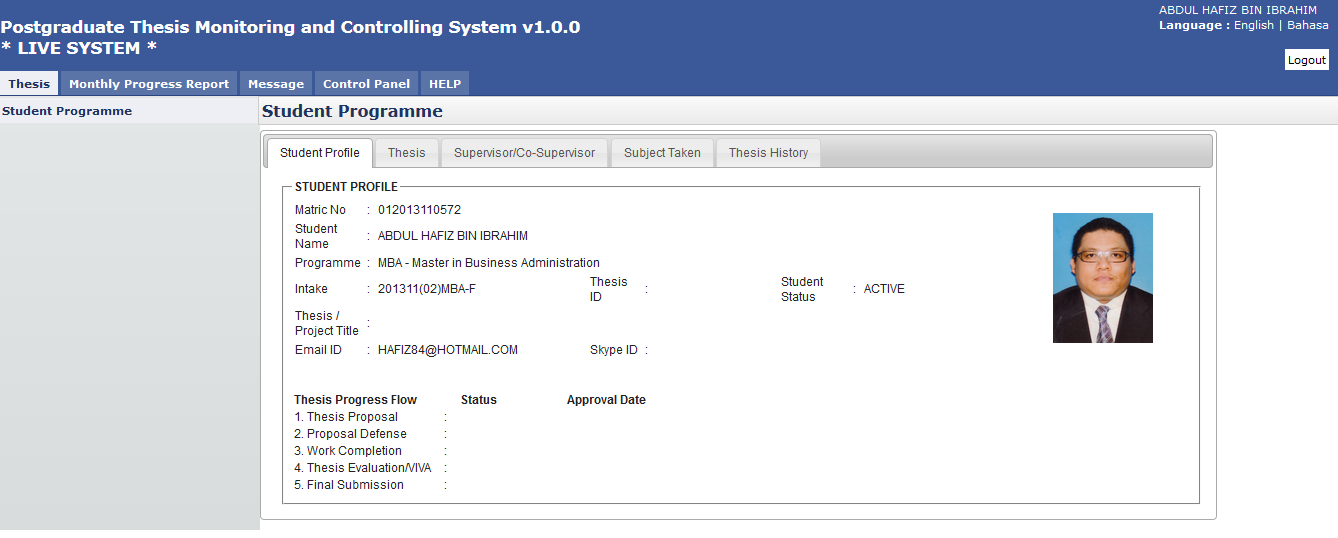 ABDUL HAFIZ BIN IBRAHIM
Postgraduate Thesis Monitoring and Controlling System v1.0.0
Language : English | Bahasa
* LIVE SYSTEM *
Logout
Thesis Monthly Progress Report Message Control Panel HELP
Student Programme
Student Programme
Student Profile Thesis Supervisor/Co-Supervisor Subject Taken Thesis History
STUDENT PROFILE
Matric No : 012013110572
Student
Name : ABDUL HAFIZ BIN IBRAHIM
Programme : MBA - Master in Business Administration
Intake : 201311(02)MBA-F Thesis
ID : Student
Status : ACTIVE
Thesis /
Project Title :
Email ID : HAFIZ84@HOTMAIL.COM Skype ID :
Thesis Progress Flow Status Approval Date
1. Thesis Proposal :
2. Proposal Defense :
3. Work Completion :
4. Thesis Evaluation/VIVA :
5. Final Submission :